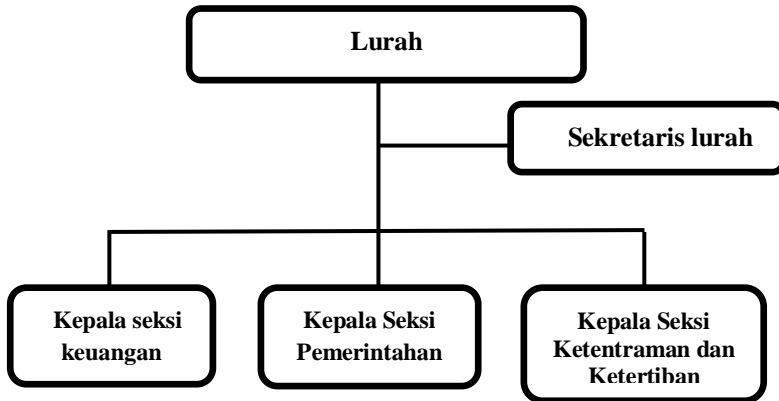 Lurah
Sekretaris lurah
Kepala seksi
keuangan
Kepala Seksi
Pemerintahan
Kepala Seksi
Ketentraman dan
Ketertiban